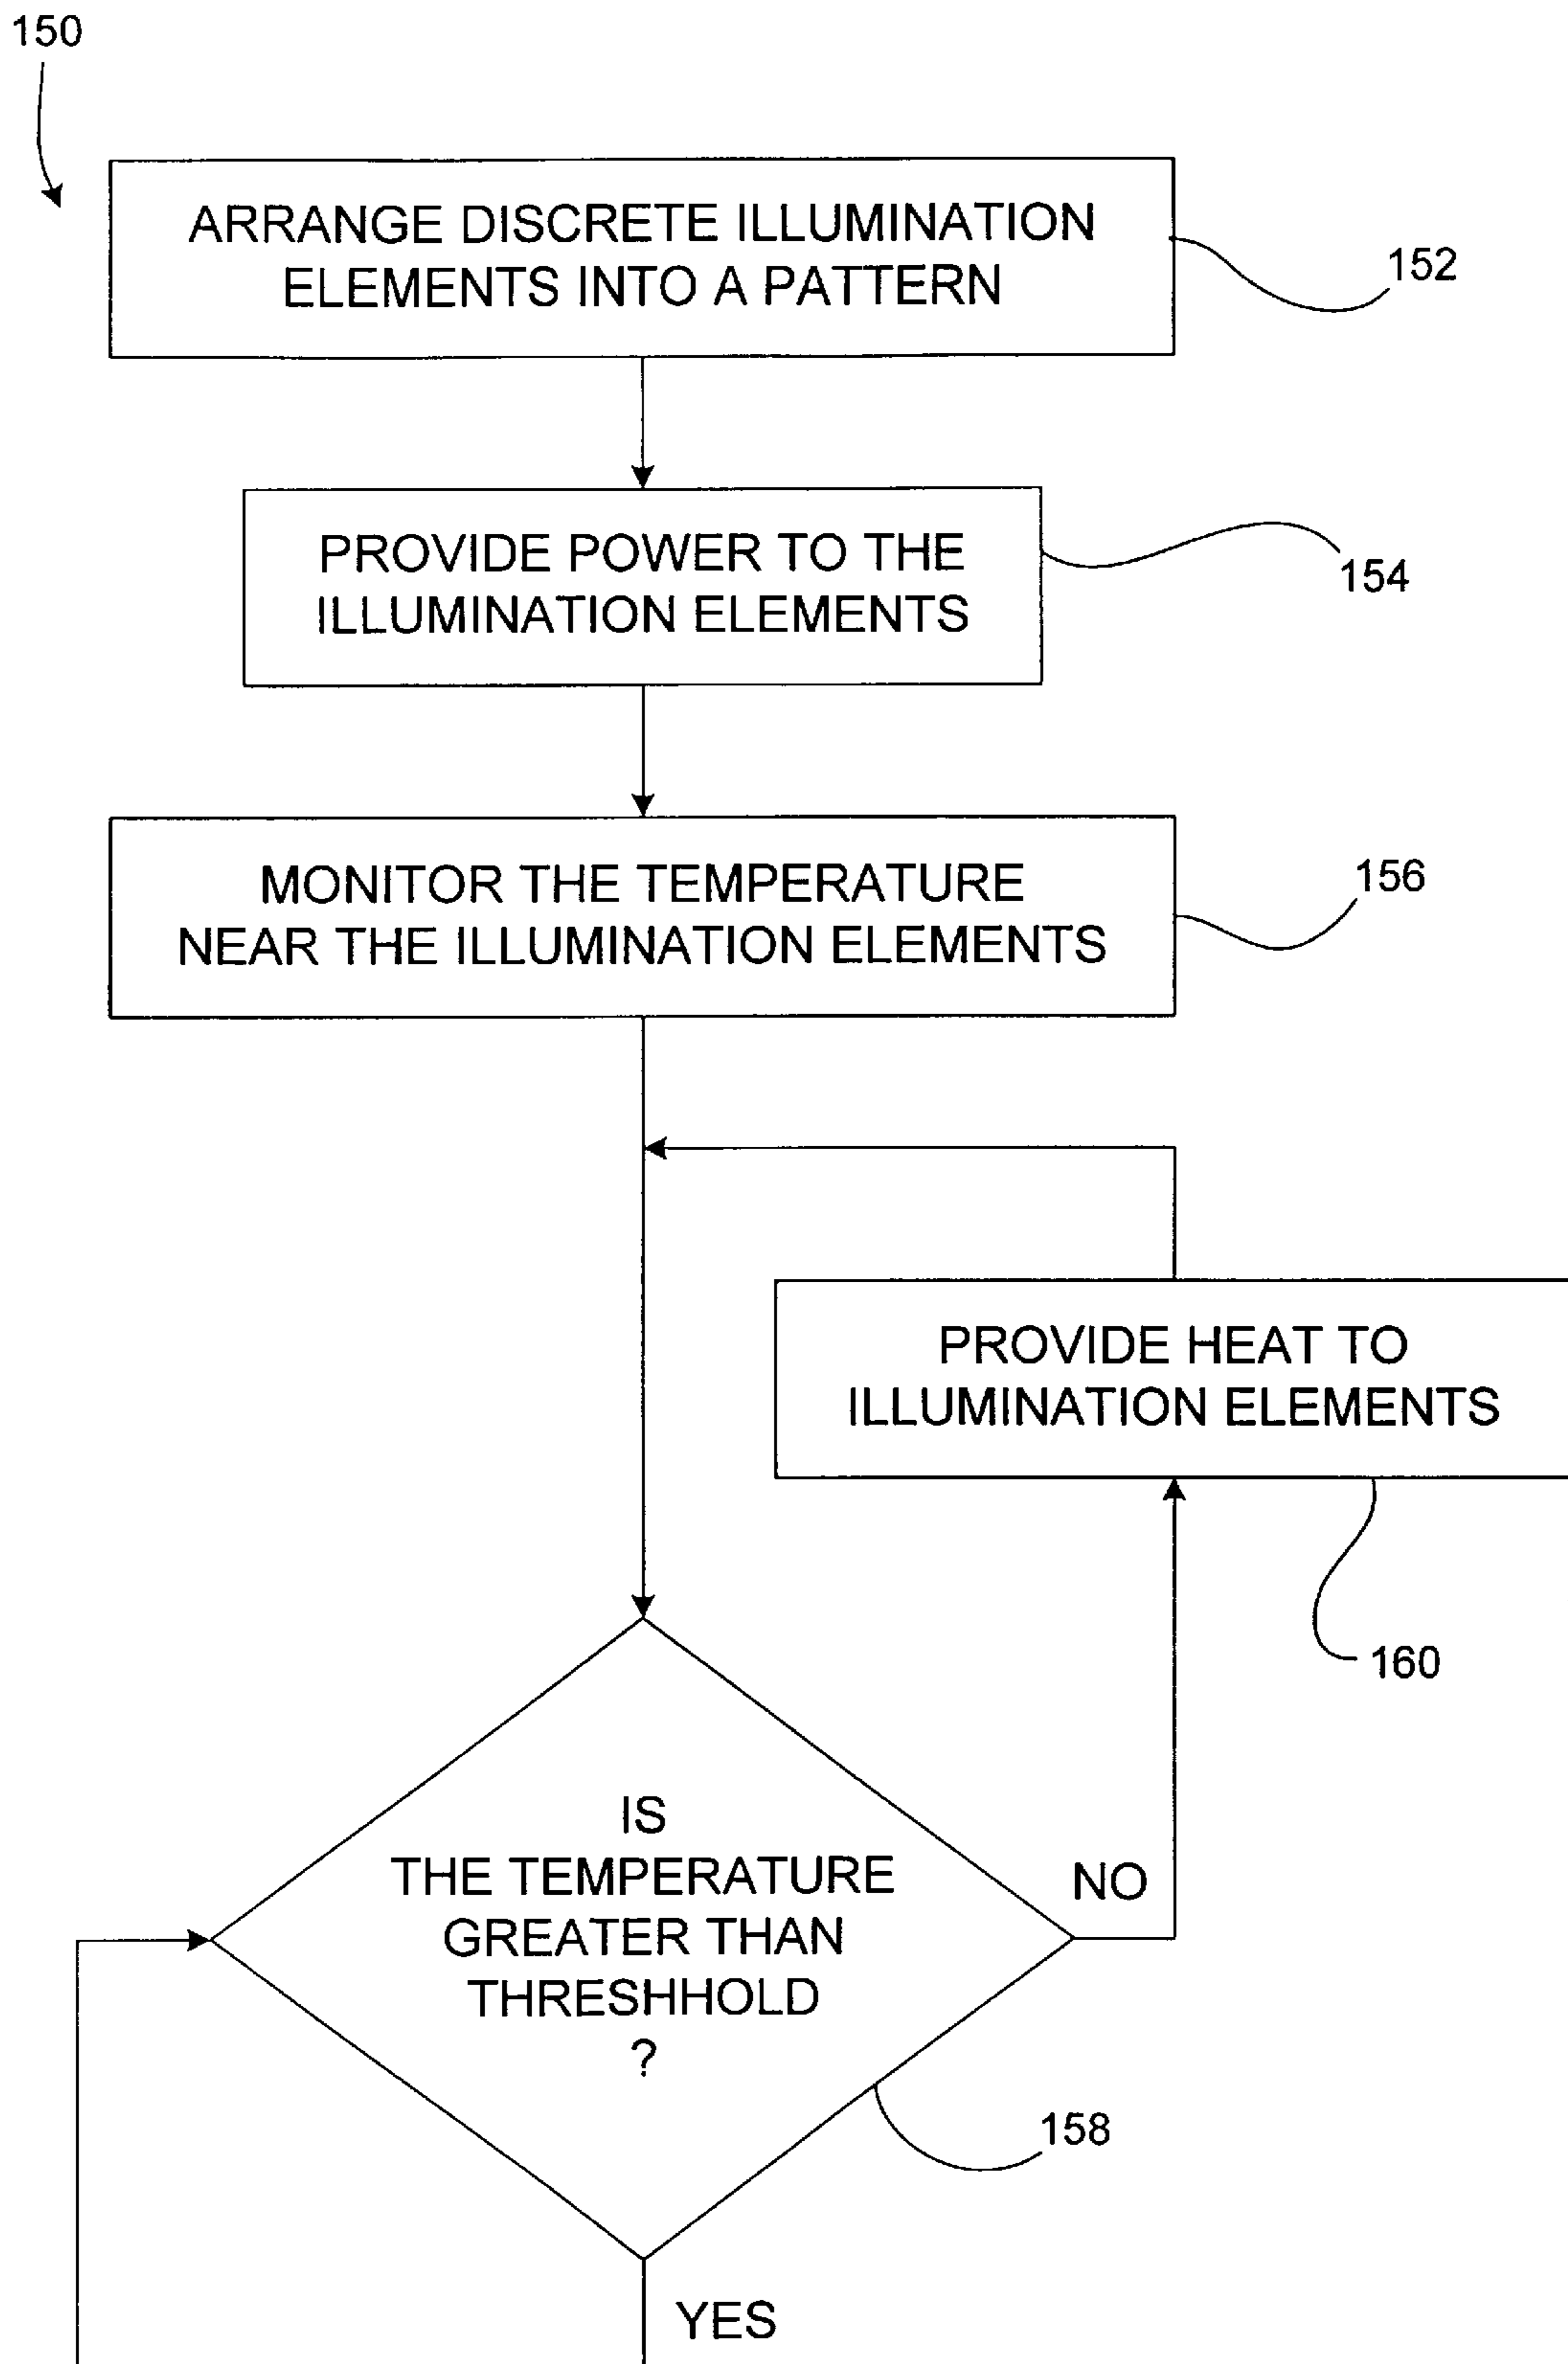 150
ARRANGE DISCRETE ILLUMINATION
ELEMENTS INTO A PATTERN
152
PROVIDE POWER TO THE
ILLUMINATION ELEMENTS
154
MONITOR THE TEMPERATURE
NEAR THE ILLUMINATION ELEMENTS
156
PROVIDE HEAT TO
ILLUMINATION ELEMENTS
160
IS
THE TEMPERATURE
GREATER THAN
THRESHHOLD
?
NO
158
YES